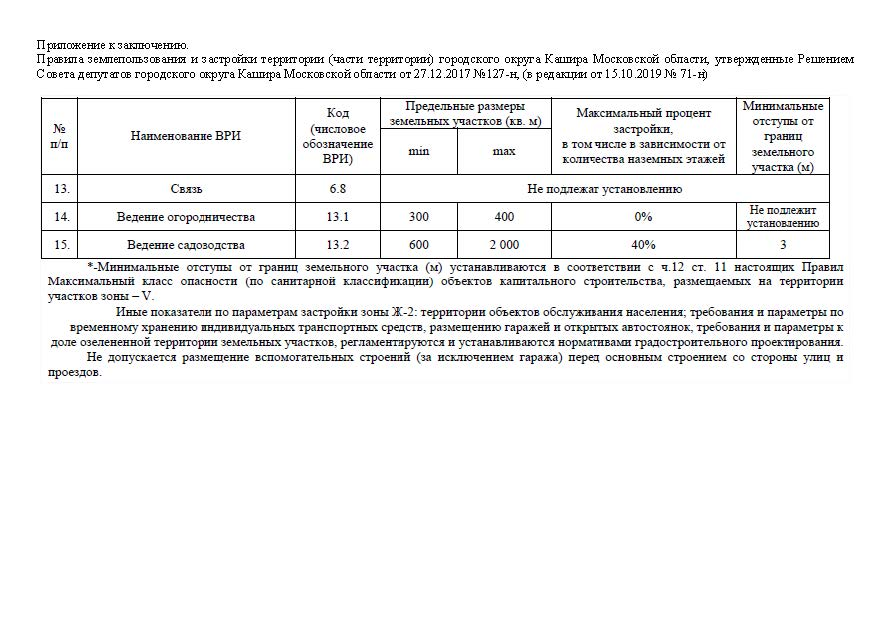 Приложение к заключению.
Правила землепользования и застройки территории (части территории) городского округа Кашира Московской области, утвержденные Решением
Совета депутатов городского округа Кашира Московской области от 27.12.2017 №127-н, (в редакции от 15.10.2019 № 71-н)
№ п/п Наименование ВРИ Код (числовое обозначение ВРИ) Предельные размеры земельных участков (кв. м) Максимальный процент застройки, в том числе в зависимости от количества наземных этажей Минимальные отступы от границ земельного участка (м)
min max
13. Связь 6.8 Не подлежат установлению
14. Ведение огородничества 13.1 300 400 0% Не подлежит установлению
15. Ведение садозодства 13.2 600 2 000 40% 3
*-Минимальные отступы от границ земельного участка (м) устанавливаются в соответствии с ч.12 ст. 11 настоящих Правил
Максимальный класс опасности (по санитарной классификации) объектов капитального строительства, размещаемых на территории
участков зоны – V.
Иные показатели по параметрам застройки зоны Ж-2: территории объектов обслуживания населения; требования и параметры по
временному хранению индивидуальных транспортных средств, размещению гаражей и открытых автостоянок, требования и параметры к
доле озелененной территории земельных участков, регламентируются и устанавливаются нормативами градостроительного проектирования.
Не допускается размещение вспомогательных строений (за исключением гаража) перед основным строением со стороны улиц и
проездов.